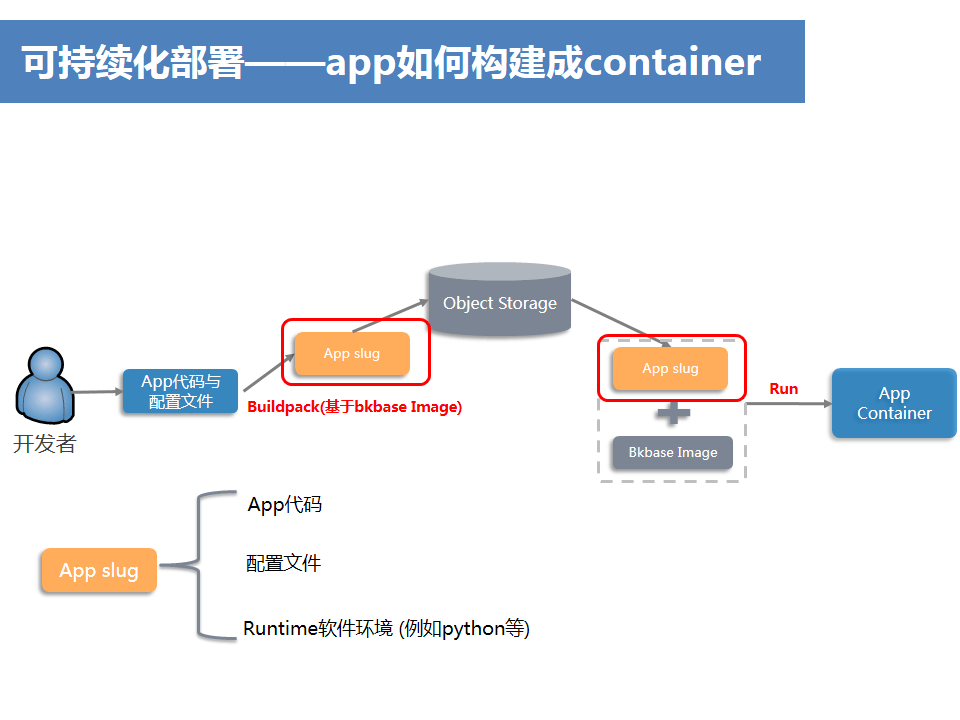 可持续化部署——app如何构建成container
Object Storage
App slug
App slug
App代码与
配置文件
Buildpack(基于bkbase Image)
Run
App
Container
开发者
Bkbase Image
App代码
配置文件
App slug
Runtime软件环境 (例如python等)